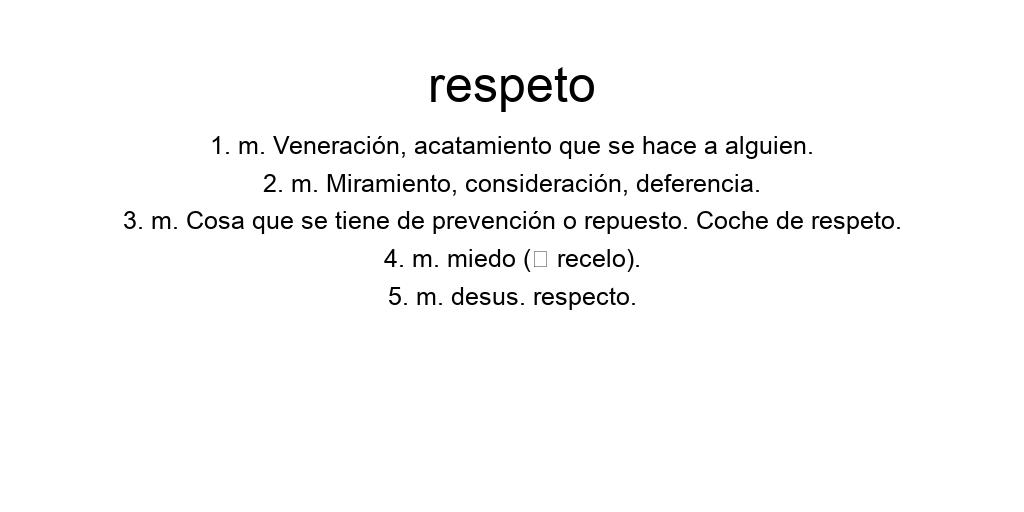 respeto
1. m. Veneración, acatamiento que se hace a alguien.
2. m. Miramiento, consideración, deferencia.
3. m. Cosa que se tiene de prevención o repuesto. Coche de respeto.
4. m. miedo (□ recelo).
5. m. desus. respecto.